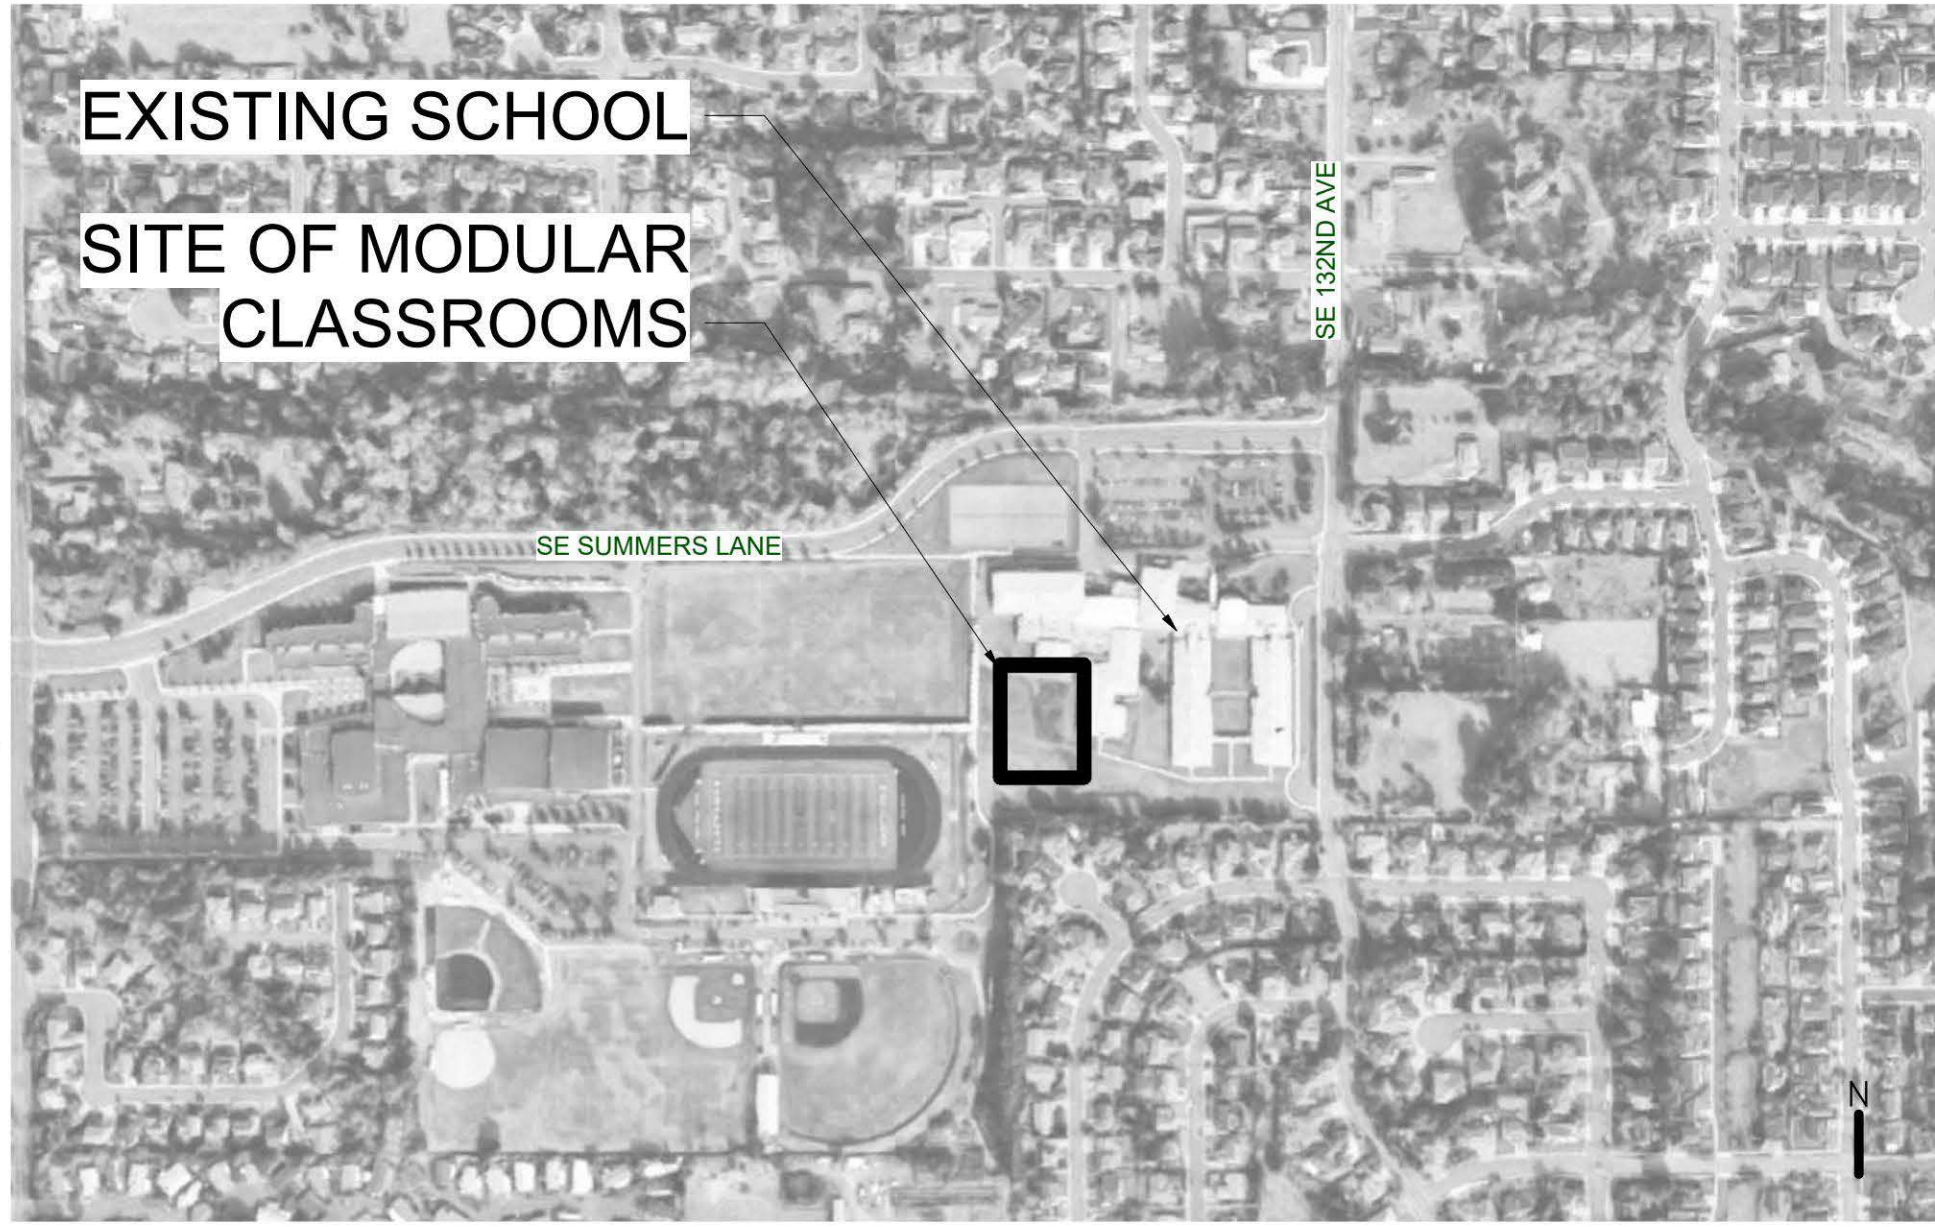 EXISTING SCHOOL
SITE OF MODULAR
CLASSROOMS
SE 132ND AVE
SE SUMMERS LANE
N